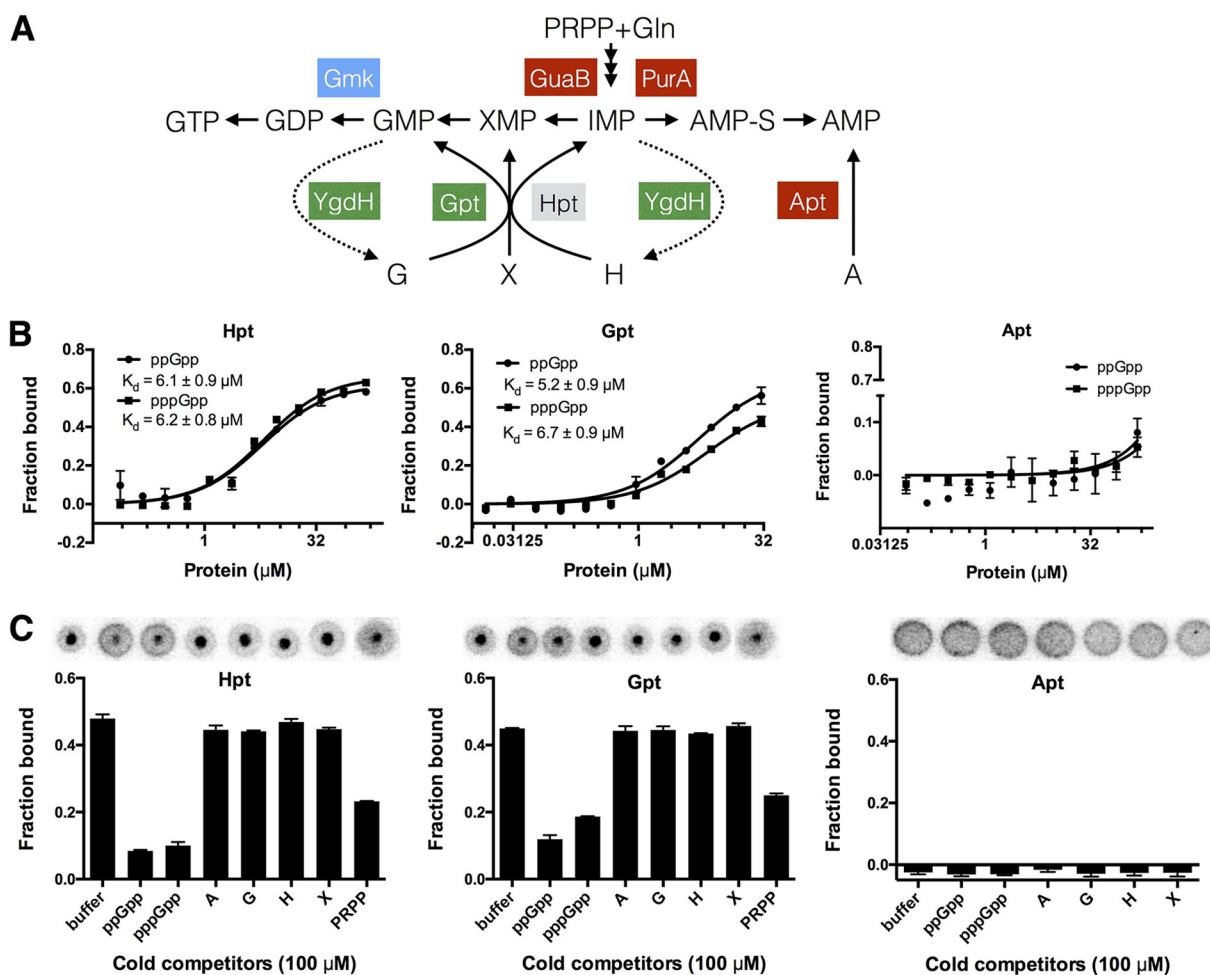 A
PRPP+Gln
Gmk GuaB PurA
GTP GDP GMP XMP IMP AMP-S AMP
YgdH Gpt Hpt YgdH Apt
G X H A
B
Hpt
Fraction bound
0.8
0.6
0.4
0.2
0.0
-0.2
ppGpp
Kd = 6.1 ± 0.9 µM
pppGpp
Kd = 6.2 ± 0.8 µM
1 32
Protein (µM)
Gpt
Fraction bound
0.8
0.6
0.4
0.2
0.0
-0.2
ppGpp
Kd = 5.2 ± 0.9 µM
pppGpp
Kd = 6.7 ± 0.9 µM
0.03125 1 32
Protein (µM)
Apt
Fraction bound
0.8
0.7
0.1
0.0
ppGpp
pppGpp
0.03125 1 32
Protein (µM)
C
Hpt
Fraction bound
0.6
0.4
0.2
0.0
buffer ppGpp pppGpp A G H X PRPP
Cold competitors (100 µM)
Gpt
Fraction bound
0.6
0.4
0.2
0.0
buffer ppGpp pppGpp A G H X PRPP
Cold competitors (100 µM)
Apt
Fraction bound
0.6
0.4
0.2
0.0
buffer ppGpp pppGpp A G H X
Cold competitors (100 µM)